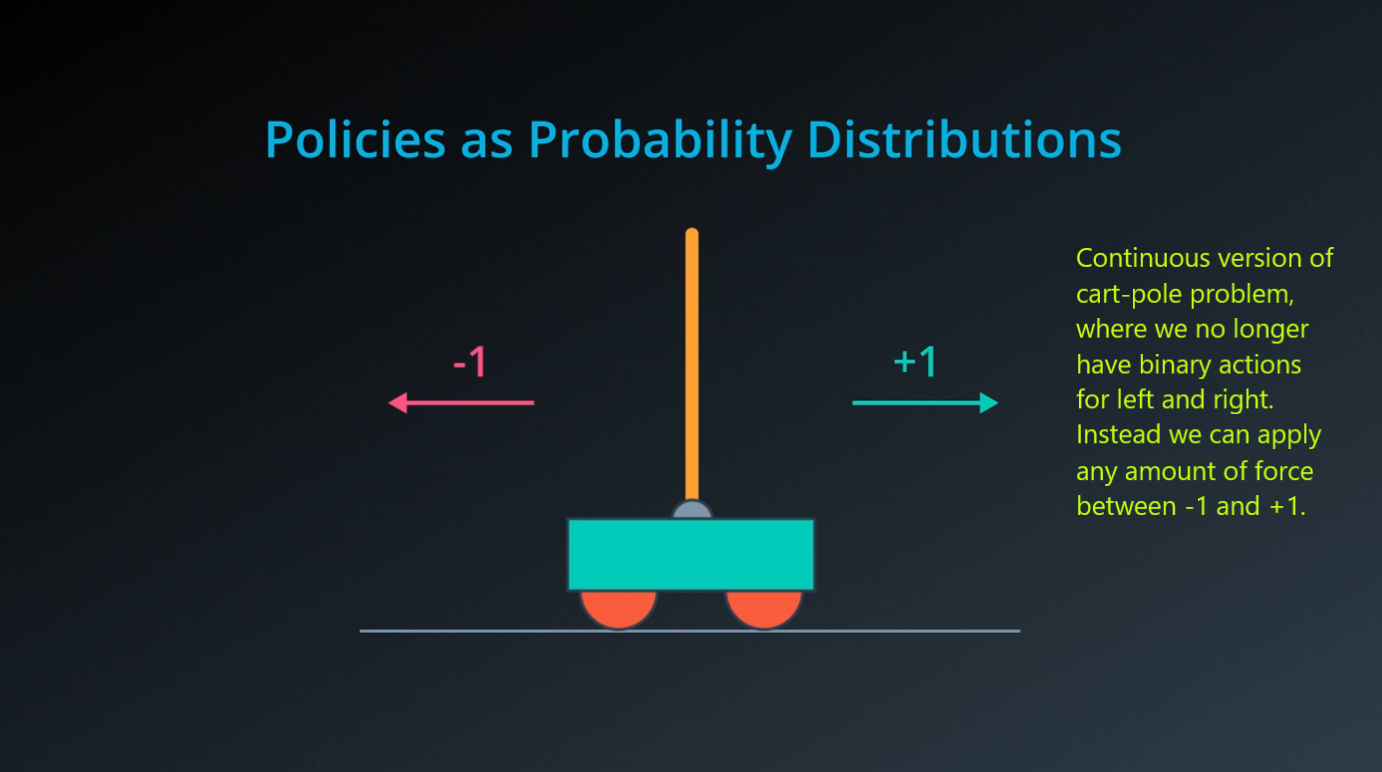 Policies as Probability Distributions
-1
+1
Continuous version of
cart-pole problem,
where we no longer
have binary actions
for left and right.
Instead we can apply
any amount of force
between -1 and +1.